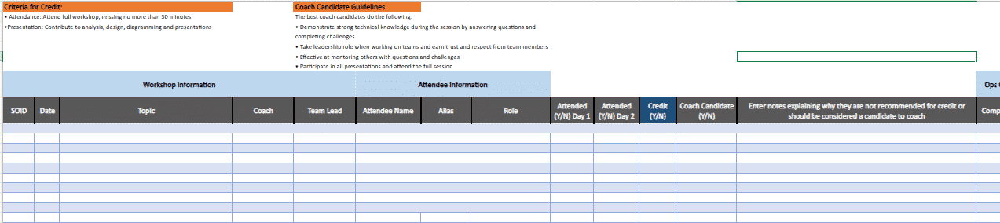 Criteria for Credit:
• Attendance: Attend full workshop, missing no more than 30 minutes
•Presentation: Contribute to analysis, design, diagramming and presentations
Coach Candidate Guidelines
The best coach candidates do the following:
• Demonstrate strong technical knowledge during the session by answering questions and
completing challenges
• Take leadership role when working on teams and earn trust and respect from team members
• Effective at mentoring others with questions and challenges
• Participate in all presentations and attend the full session
Workshop Information
Attendee Information
Ops
SOID
Date
Topic
Coach
Team Lead
Attendee Name
Alias
Role
Attended
(Y/N) Day 1
Attended
(Y/N) Day 2
Credit
(Y/N)
Coach Candidate
(Y/N)
Enter notes explaining why they are not recommended for credit or
should be considered a candidate to coach
Comp